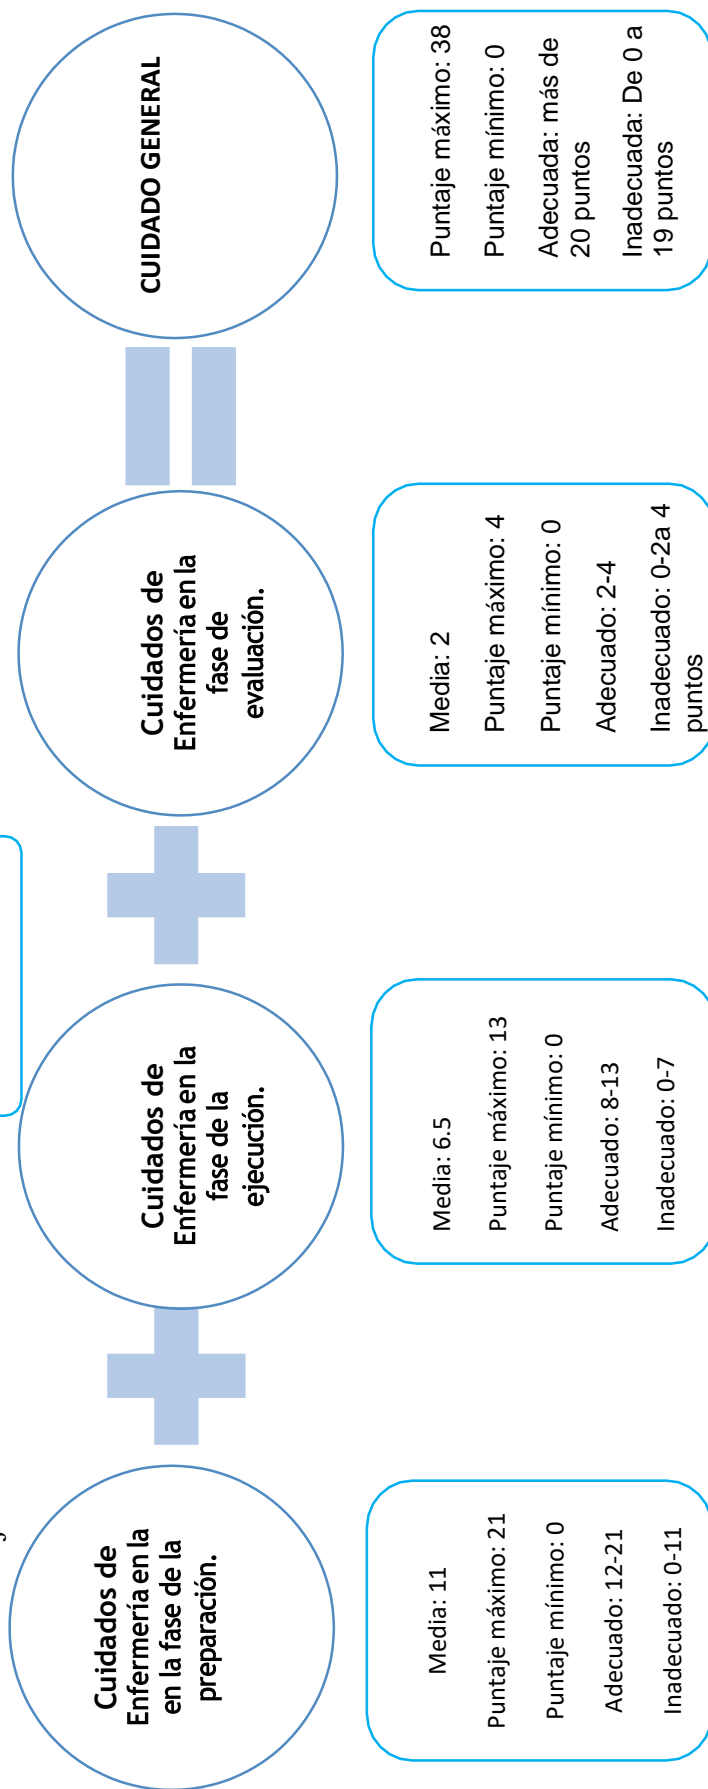 Cuidados de
Enfermería en la
en la fase de la
preparación.
Media: 11
Puntaje máximo: 21
Puntaje mínimo: 0
Adecuado: 12-21
Inadecuado: 0-11
Cuidados de
Enfermería en la
fase de la
ejecución.
Media: 6.5
Puntaje máximo: 13
Puntaje mínimo: 0
Adecuado: 8-13
Inadecuado: 0-7
Cuidados de
Enfermería en la
fase de
evaluación.
Media: 2
Puntaje máximo: 4
Puntaje mínimo: 0
Adecuado: 2-4
Inadecuado: 0-2a 4
puntos
CUIDADO GENERAL
Puntaje máximo: 38
Puntaje mínimo: 0
Adecuada: más de
20 puntos
Inadecuada: De 0 a
19 puntos